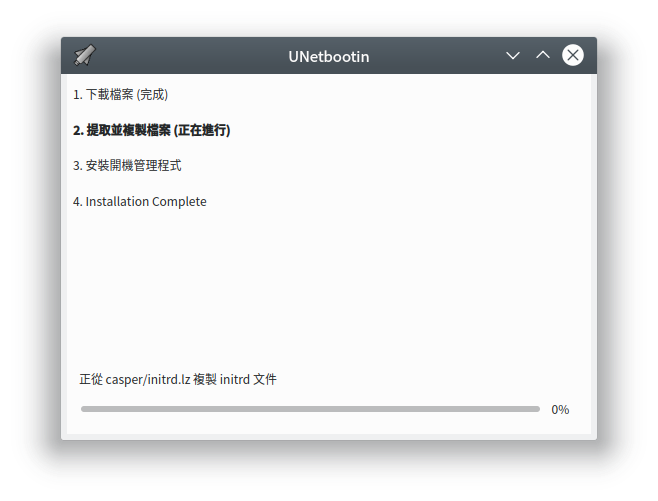 UNetbootin
1. 下載檔案 (完成)
2. 提取並複製檔案 (正在進行)
3. 安裝開機管理程式
4. Installation Complete
正從 casper/initrd.lz 複製 initrd 文件
0%